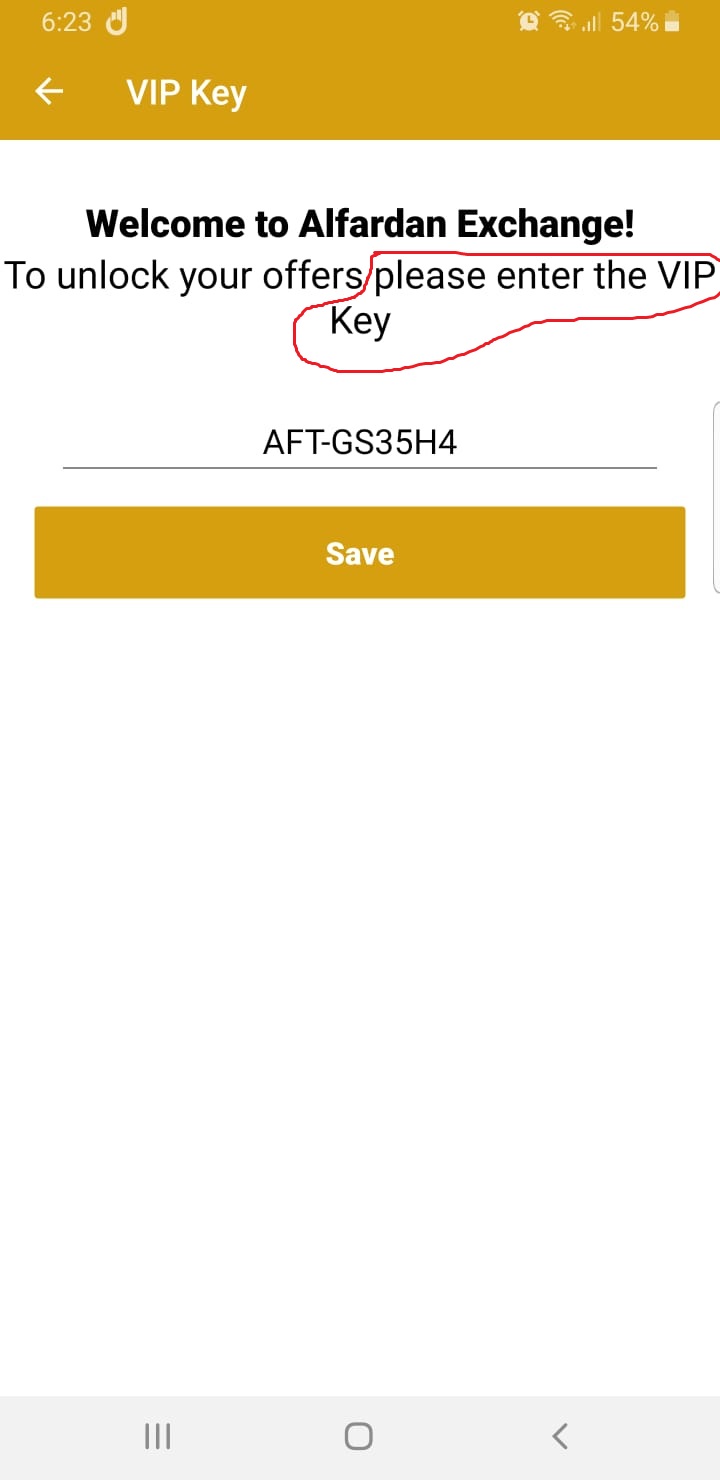 6:23 54%
VIP Key
Welcome to Alfardan Exchange!
To unlock your offers please enter the VIP
Key
AFT-GS35H4
Save